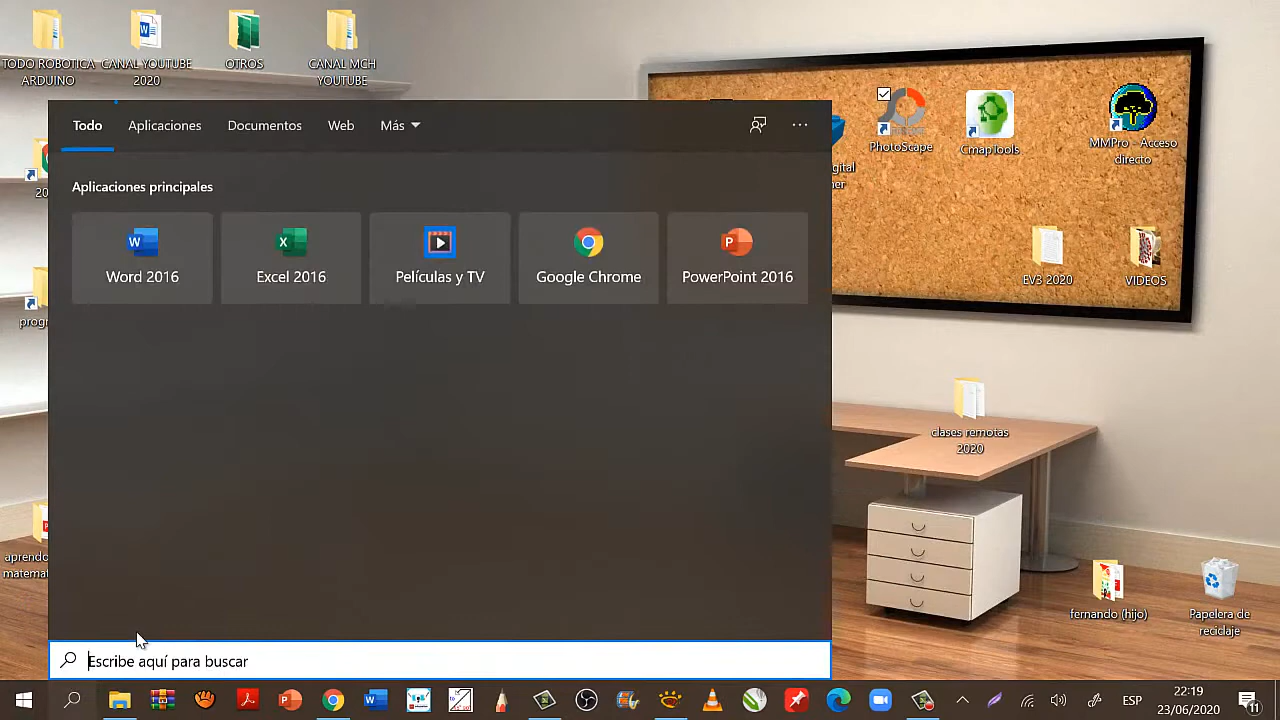 TODO ROBOTICA
ARDUINO
CANAL YOUTUBE
2020
OTROS
CANAL MCH
YOUTUBE
Todo
Aplicaciones
Documentos
Web
Más
Aplicaciones principales
Word 2016
Excel 2016
Películas y TV
Google Chrome
PowerPoint 2016
PhotoScape
CmapTools
MMPro - Acceso
directo
EV3 2020
VIDEOS
clases remotas
2020
fernando (hijo)
Papelera de
reciclaje
Escribe aquí para buscar
ESP
22:19
23/06/2020
11